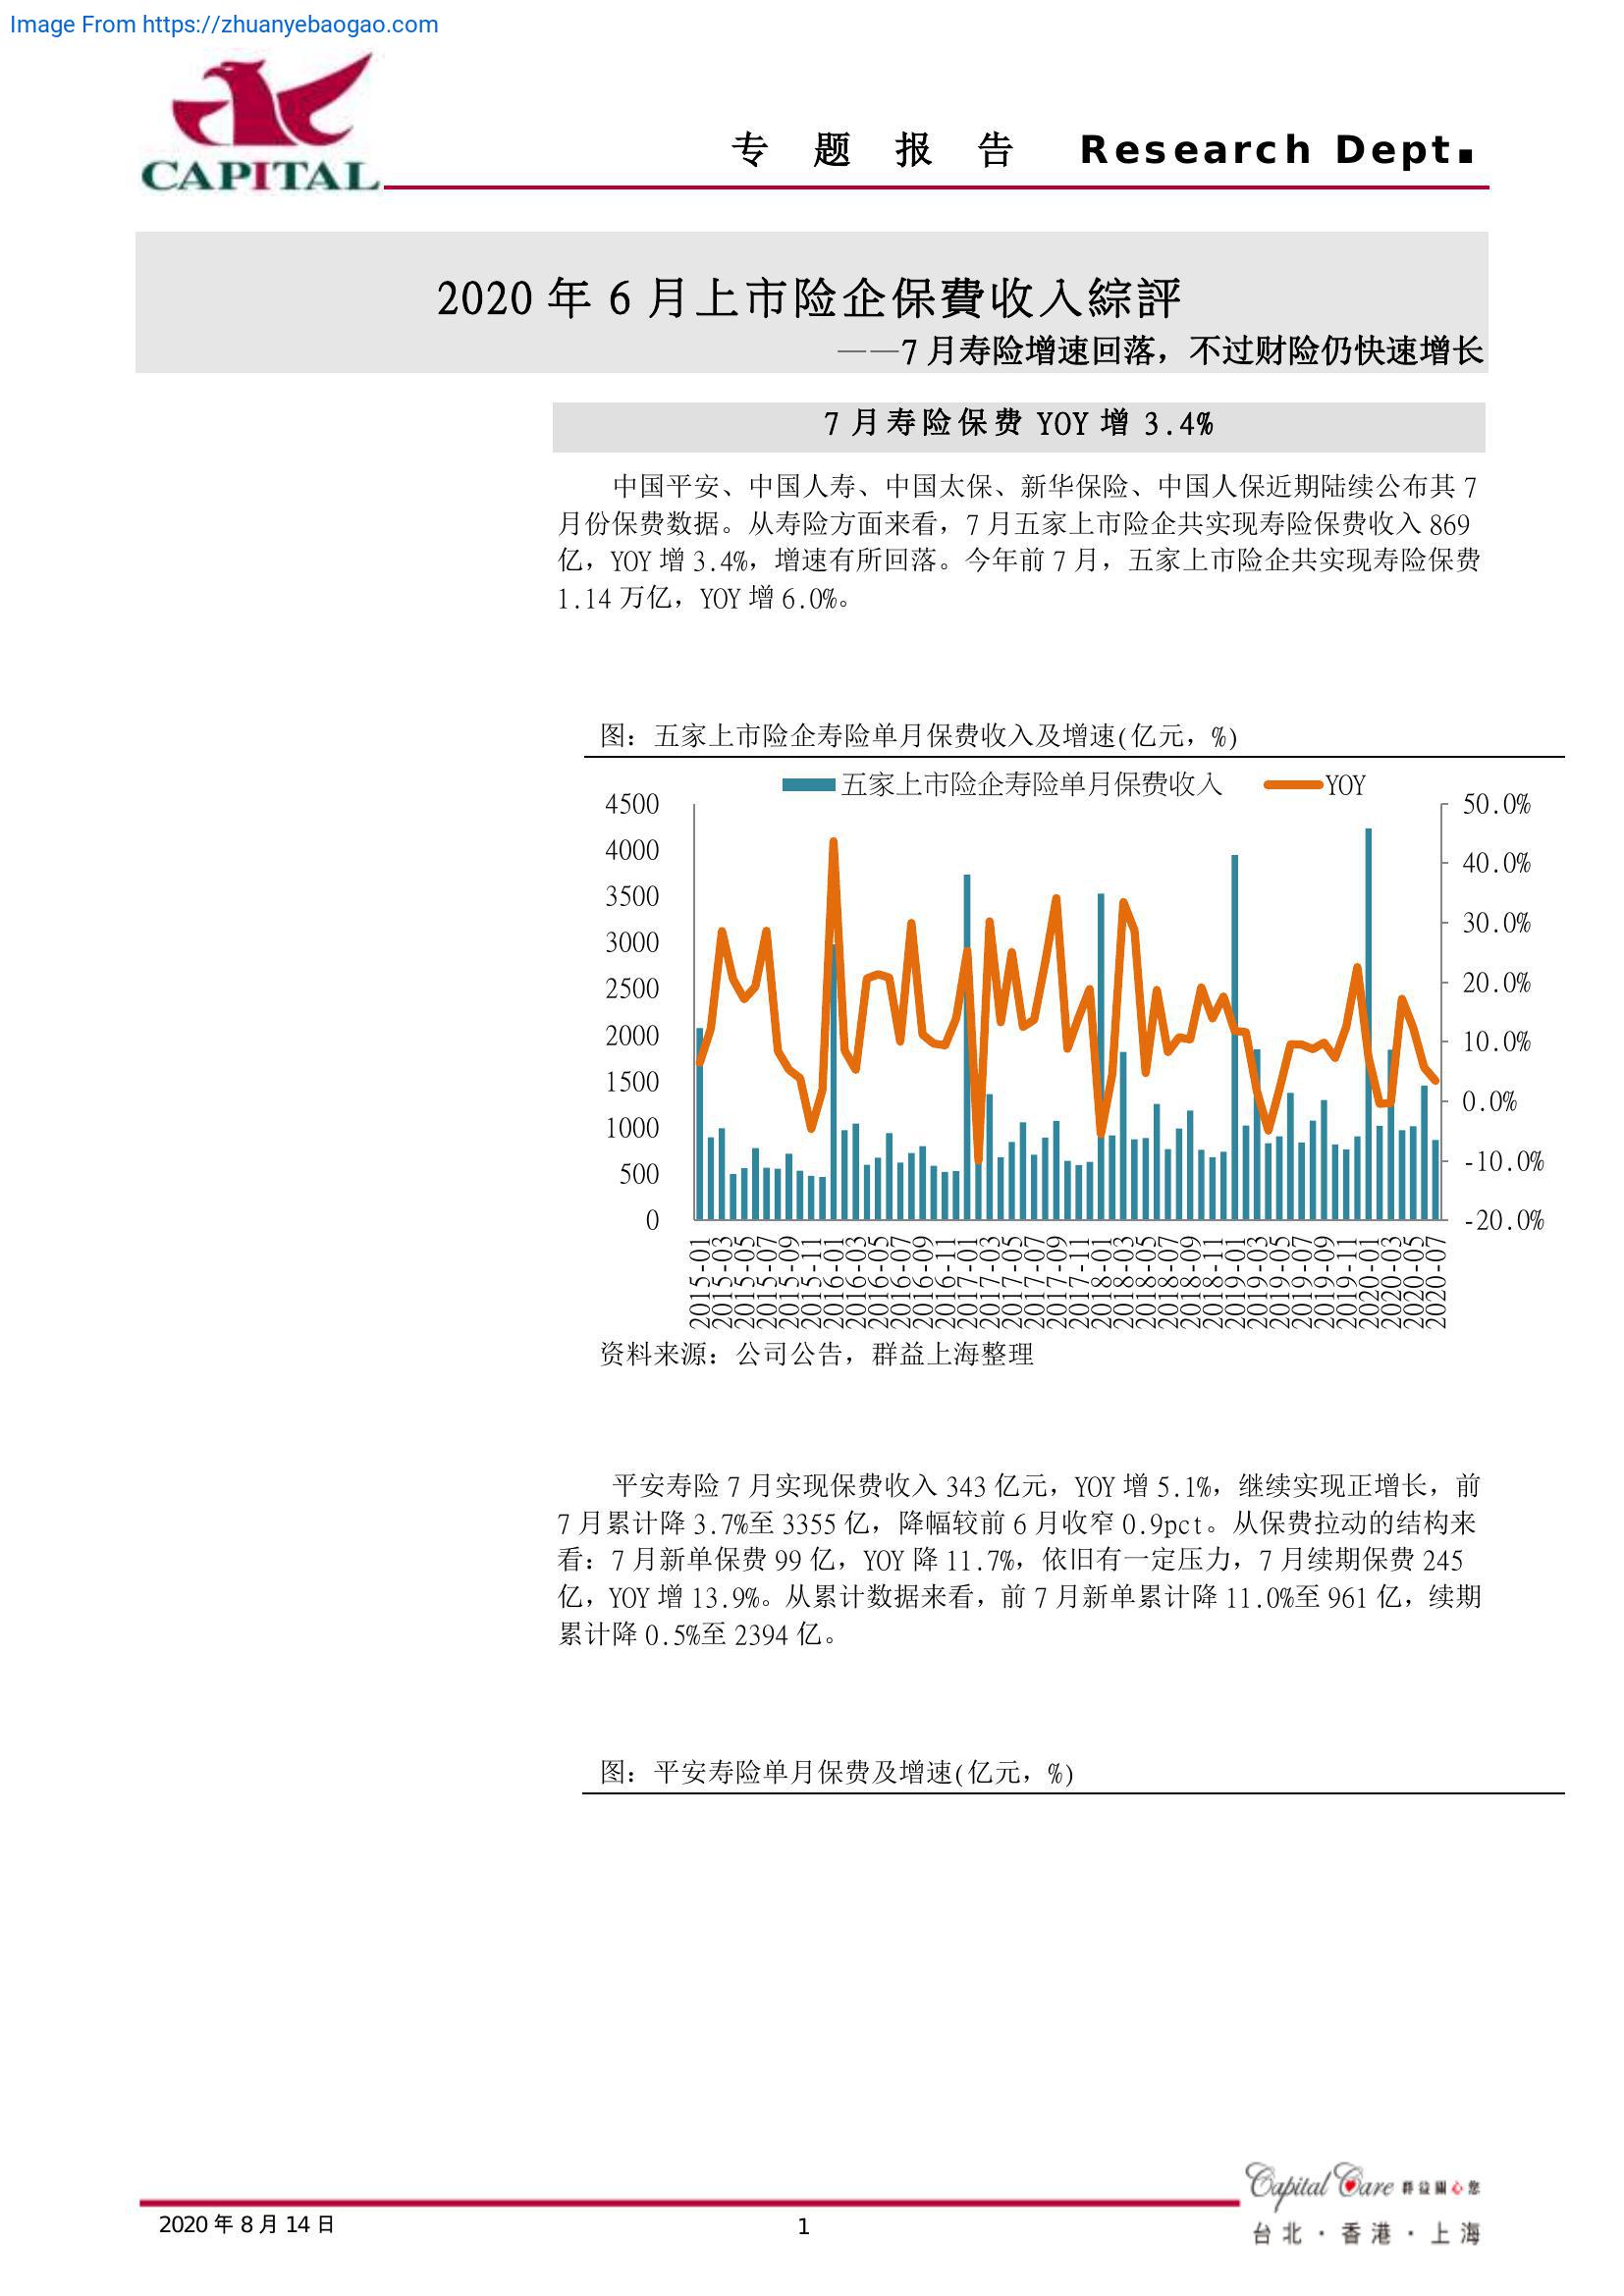 Image From https://zhuanyebaogao.com
CAPITAL
专 题 报 告 Research Dept.
2020 年 6 月上市险企保費收入綜評
——7 月寿险增速回落，不过财险仍快速增长
7 月寿险保费 YOY 增 3.4%
中国平安、中国人寿、中国太保、新华保险、中国人保近期陆续公布其 7
月份保费数据。从寿险方面来看，7 月五家上市险企共实现寿险保费收入 869
亿，YOY 增 3.4%，增速有所回落。今年前 7 月，五家上市险企共实现寿险保费
1.14 万亿，YOY 增 6.0%。
图：五家上市险企寿险单月保费收入及增速(亿元，%)
五家上市险企寿险单月保费收入 YOY
4500 50.0%
4000 40.0%
3500
3000 30.0%
2500 20.0%
2000 10.0%
1500 0.0%
1000
500 -10.0%
0 -20.0%
2015-01 2015-03 2015-05 2015-07 2015-09 2015-11 2016-01 2016-03 2016-05 2016-07 2016-09 2016-11 2017-01 2017-03 2017-05 2017-07 2017-09 2017-11 2018-01 2018-03 2018-05 2018-07 2018-09 2018-11 2019-01 2019-03 2019-05 2019-07 2019-09 2019-11 2020-01 2020-03 2020-05 2020-07
资料来源：公司公告，群益上海整理
平安寿险 7 月实现保费收入 343 亿元，YOY 增 5.1%，继续实现正增长，前
7 月累计降 3.7%至 3355 亿，降幅较前 6 月收窄 0.9pct。从保费拉动的结构来
看：7 月新单保费 99 亿，YOY 降 11.7%，依旧有一定压力，7 月续期保费 245
亿，YOY 增 13.9%。从累计数据来看，前 7 月新单累计降 11.0%至 961 亿，续期
累计降 0.5%至 2394 亿。
图：平安寿险单月保费及增速(亿元，%)
Capital Care 群益關心您
2020 年 8 月 14 日
1
台北・香港・上海